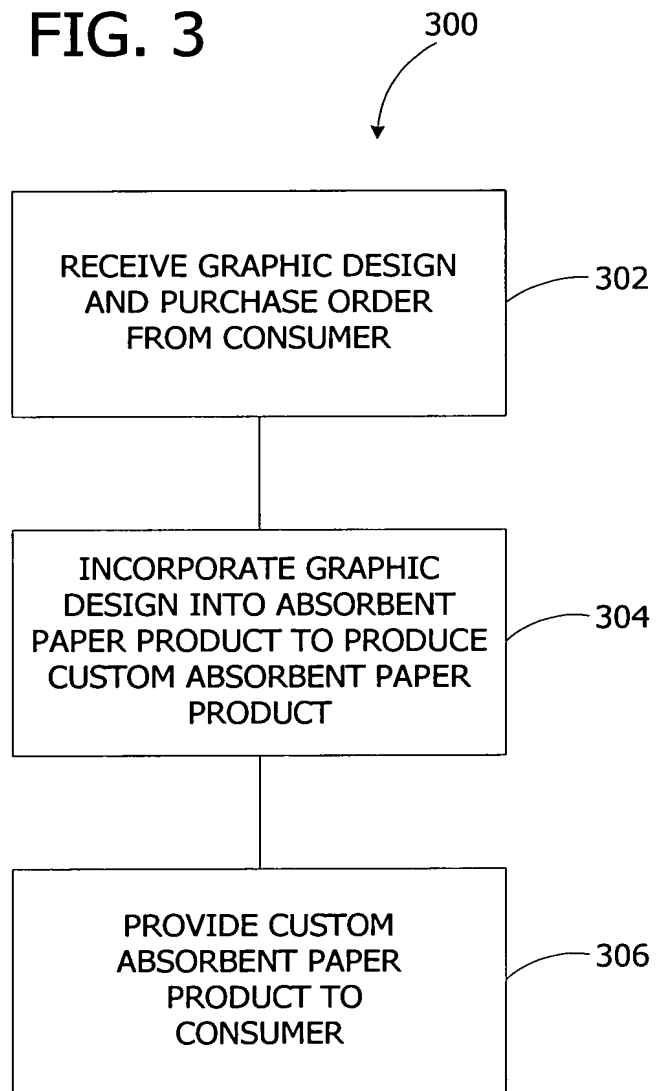 FIG. 3
300
RECEIVE GRAPHIC DESIGN
AND PURCHASE ORDER
FROM CONSUMER
302
INCORPORATE GRAPHIC
DESIGN INTO ABSORBENT
PAPER PRODUCT TO PRODUCE
CUSTOM ABSORBENT PAPER
PRODUCT
304
PROVIDE CUSTOM
ABSORBENT PAPER
PRODUCT TO
CONSUMER
306